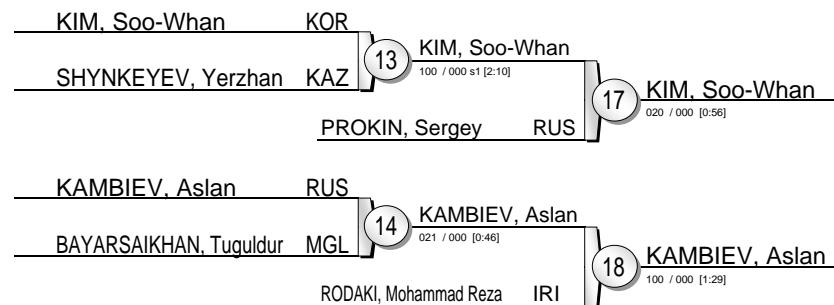 KIM, Soo-Whan KOR
13 KIM, Soo-Whan
100 / 000 s1 [2:10]
SHYNKEYEV, Yerzhan KAZ
17 KIM, Soo-Whan
020 / 000 [0:56]
PROKIN, Sergey RUS
KAMBIEV, Aslan RUS
14 KAMBIEV, Aslan
021 / 000 [0:46]
BAYARSAIKHAN, Tuguldur MGL
18 KAMBIEV, Aslan
100 / 000 [1:29]
RODAKI, Mohammad Reza IRI